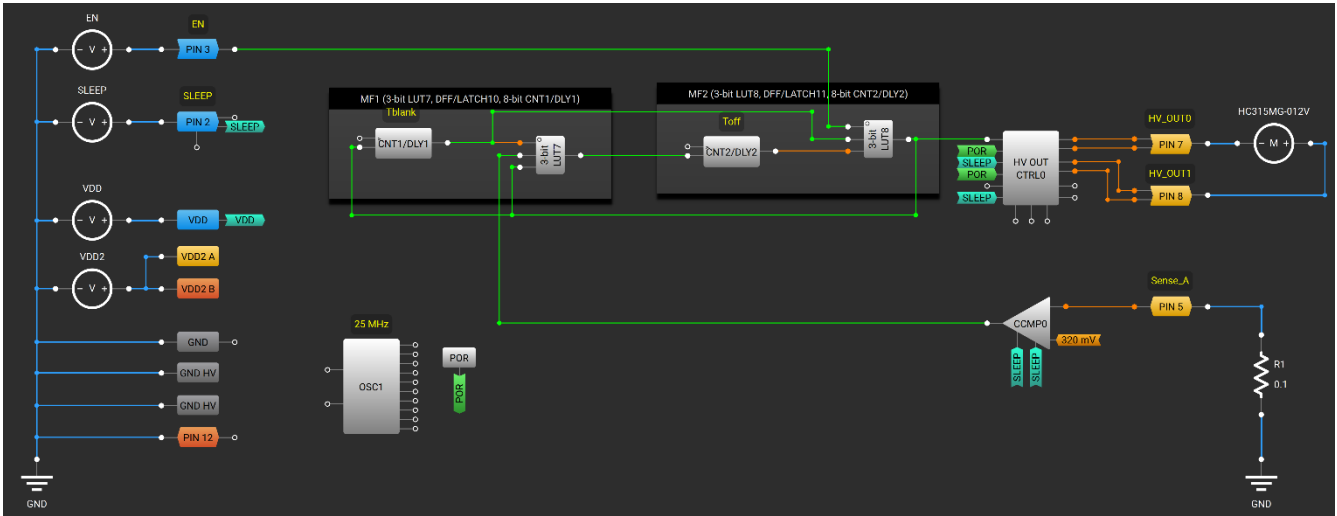 EN
− V +
EN
PIN 3
SLEEP
− V +
SLEEP
PIN 2
SLEEP
VDD
− V +
VDD
VDD
VDD2
− V +
VDD2 A
VDD2 B
GND
GND HV
GND HV
PIN 12
GND
MF1 (3-bit LUT7, DFF/LATCH10, 8-bit CNT1/DLY1)
Tblank
CNT1/DLY1
3-bit
LUT7
MF2 (3-bit LUT8, DFF/LATCH11, 8-bit CNT2/DLY2)
Toff
CNT2/DLY2
3-bit
LUT8
25 MHz
OSC1
POR
POR
POR
SLEEP
POR
SLEEP
HV OUT
CTRL0
HV_OUT0
PIN 7
HV_OUT1
PIN 8
HC315MG-012V
− M +
Sense_A
PIN 5
CCMP0
320 mV
SLEEP
SLEEP
R1
0.1
GND